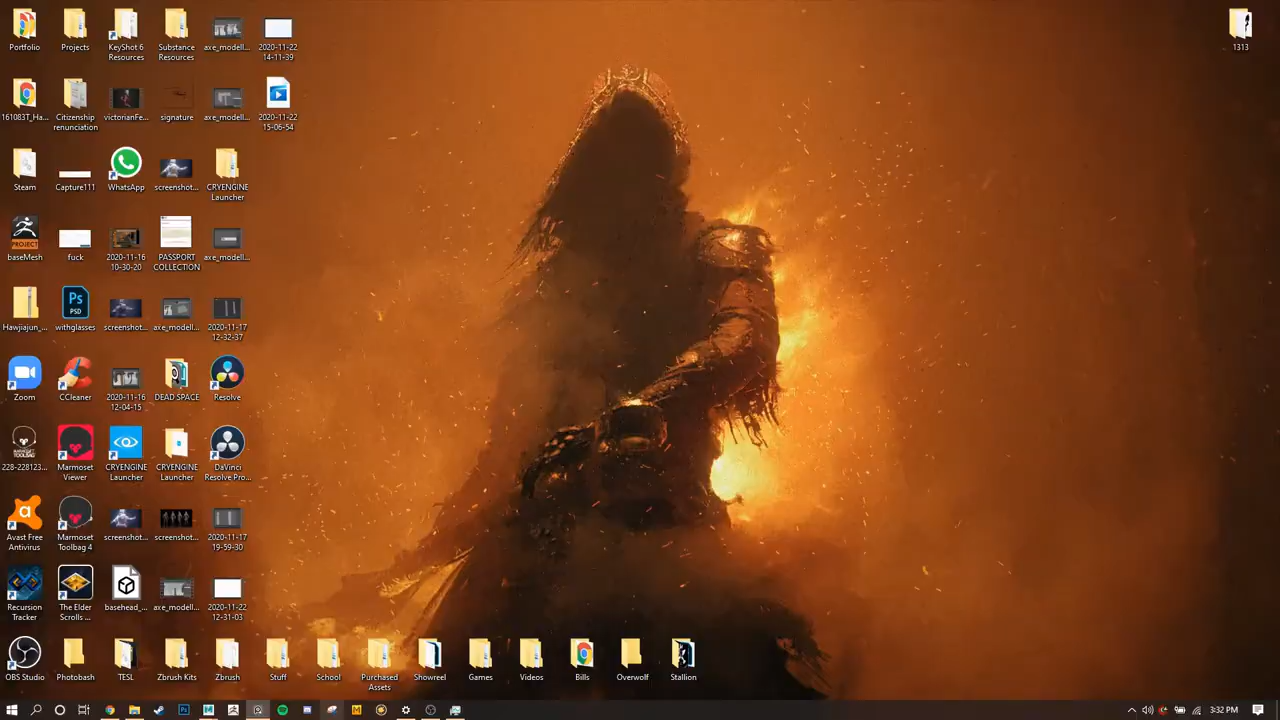 Portfolio
Projects
KeyShot 6
Resources
Substance
Resources
axe_modell...
2020-11-22
14-11-39
1313
161083T_Ha...
Citizenship
renunciation
victorianFe...
signature
axe_modell...
2020-11-22
15-06-54
Steam
Capture111
WhatsApp
screenshot...
CRYENGINE
Launcher
PROJECT
baseMesh
fuck
2020-11-16
10-30-20
PASSPORT
COLLECTION
axe_modell...
Ps
PSD
Hawjiajun_...
withglasses
screenshot...
axe_modell...
2020-11-17
12-32-37
Zoom
CCleaner
2020-11-16
12-04-15
DEAD SPACE
Resolve
228-228123...
Marmoset
Viewer
CRYENGINE
Launcher
CRYENGINE
Launcher
DaVinci
Resolve Pro...
Avast Free
Antivirus
Marmoset
Toolbag 4
screenshot...
screenshot...
2020-11-17
19-59-30
Recursion
Tracker
The Elder
Scrolls ...
basehead_...
axe_modell...
2020-11-22
12-31-03
OBS Studio
Photobash
TESL
Zbrush Kits
Zbrush
Stuff
School
Purchased
Assets
Showreel
Games
Videos
Bills
Overwolf
Stallion
3:32 PM